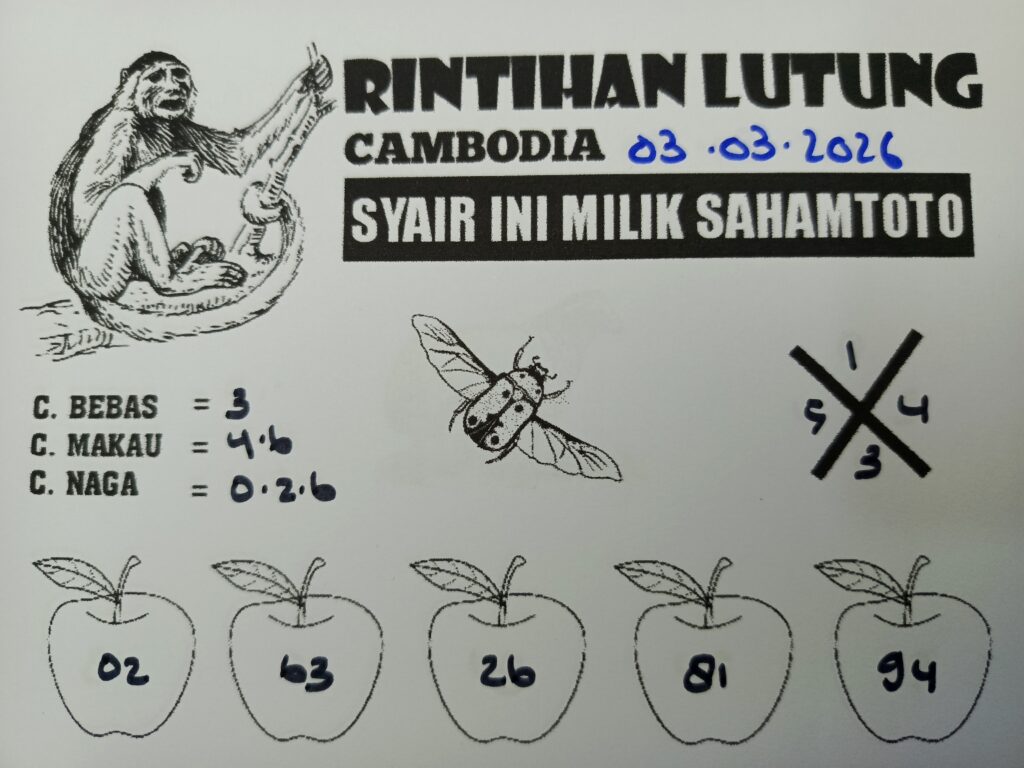 RINTIHAN LUTUNG
CAMBODIA 03.03.2026
SYAIR INI MILIK SAHAMTOTO
C. BEBAS = 3
C. MAKAU = 4.6
C. NAGA = 0.2.6
1
5 4
3
02 63 26 81 94